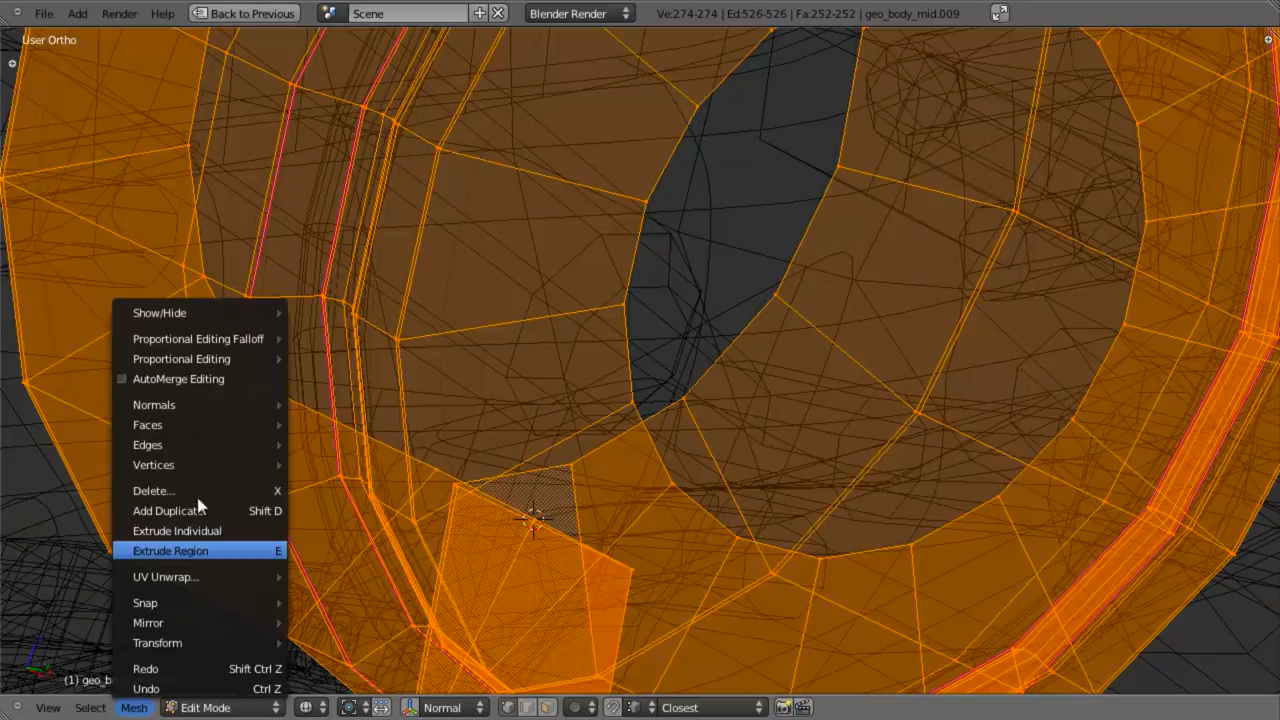 File Add Render Help Back to Previous Scene Blender Render Ve:274-274 | Ed:526-526 | Fa:252-252 | geo_body_mid.009
User Ortho
Show/Hide
Proportional Editing Falloff
Proportional Editing
AutoMerge Editing
Normals
Faces
Edges
Vertices
Delete... X
Add Duplicat Shift D
Extrude Individual
Extrude Region E
UV Unwrap...
Snap
Mirror
Transform
Redo Shift Ctrl Z
Undo Ctrl Z
(1) geo_b
View Select Mesh Edit Mode Normal Closest